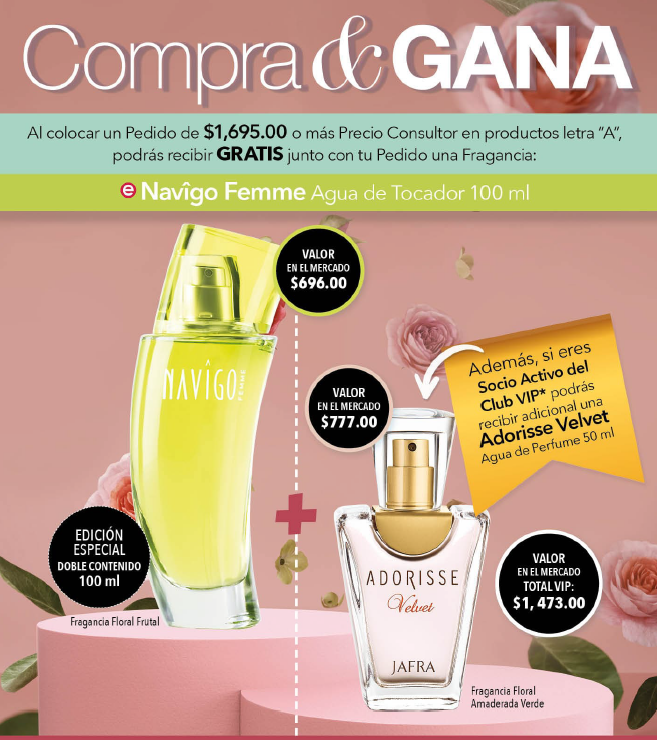 Compra & GANA
Al colocar un Pedido de $1,695.00 o más Precio Consultor en productos letra “A”,
podrás recibir GRATIS junto con tu Pedido una Fragancia:
e Navîgo Femme Agua de Tocador 100 ml
VALOR
EN EL MERCADO
$696.00
NAVÎGO
FEMME
Además, si eres
Socio Activo del
Club VIP* podrás
recibir adicional una
Adorisse Velvet
Agua de Perfume 50 ml
VALOR
EN EL MERCADO
$777.00
+
EDICIÓN
ESPECIAL
DOBLE CONTENIDO
100 ml
Fragancia Floral Frutal
ADORISSE
Velvet
JAFRA
VALOR
EN EL MERCADO
TOTAL VIP:
$1, 473.00
Fragancia Floral
Amaderada Verde